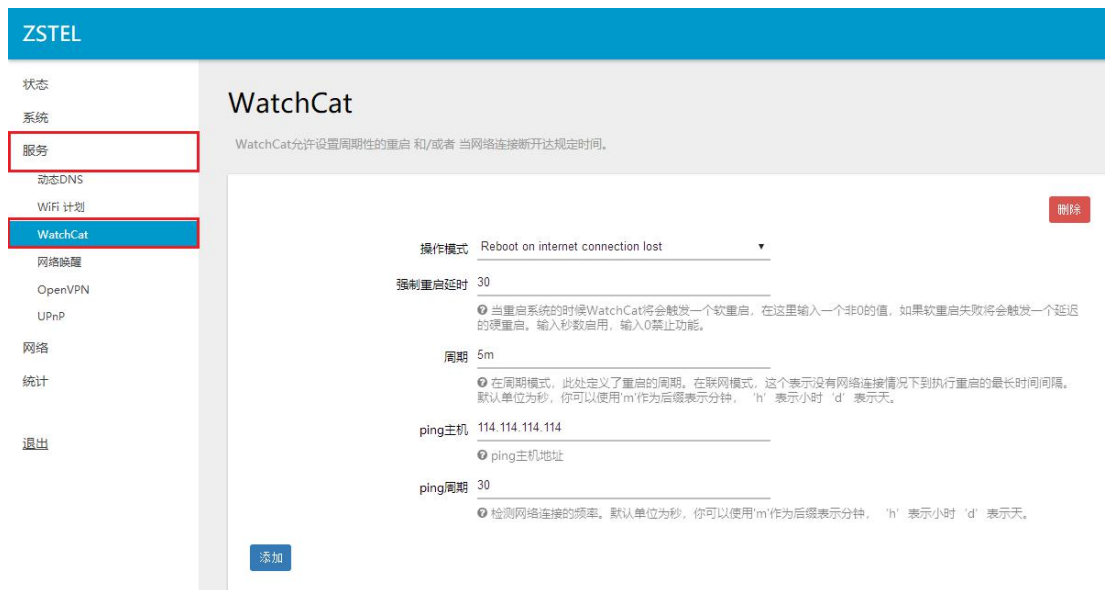 ZSTEL
状态
系统
服务
动态DNS
WiFi 计划
WatchCat
网络唤醒
OpenVPN
UPnP
网络
统计
退出
WatchCat
WatchCat允许设置周期性的重启 和/或者 当网络连接断开达规定时间。
删除
操作模式 Reboot on internet connection lost
强制重启延时 30
当重启系统的时候WatchCat将会触发一个软重启，在这里输入一个非0的值，如果软重启失败将会触发一个延迟
的硬重启。输入秒数启用，输入0禁止功能。
周期 5m
在周期模式，此处定义了重启的周期。在联网模式，这个表示没有网络连接情况下到执行重启的最长时间间隔。
默认单位为秒，你可以使用'm'作为后缀表示分钟， 'h' 表示小时 'd' 表示天。
ping主机 114.114.114.114
ping主机地址
ping周期 30
检测网络连接的频率。默认单位为秒，你可以使用'm'作为后缀表示分钟， 'h' 表示小时 'd' 表示天。
添加